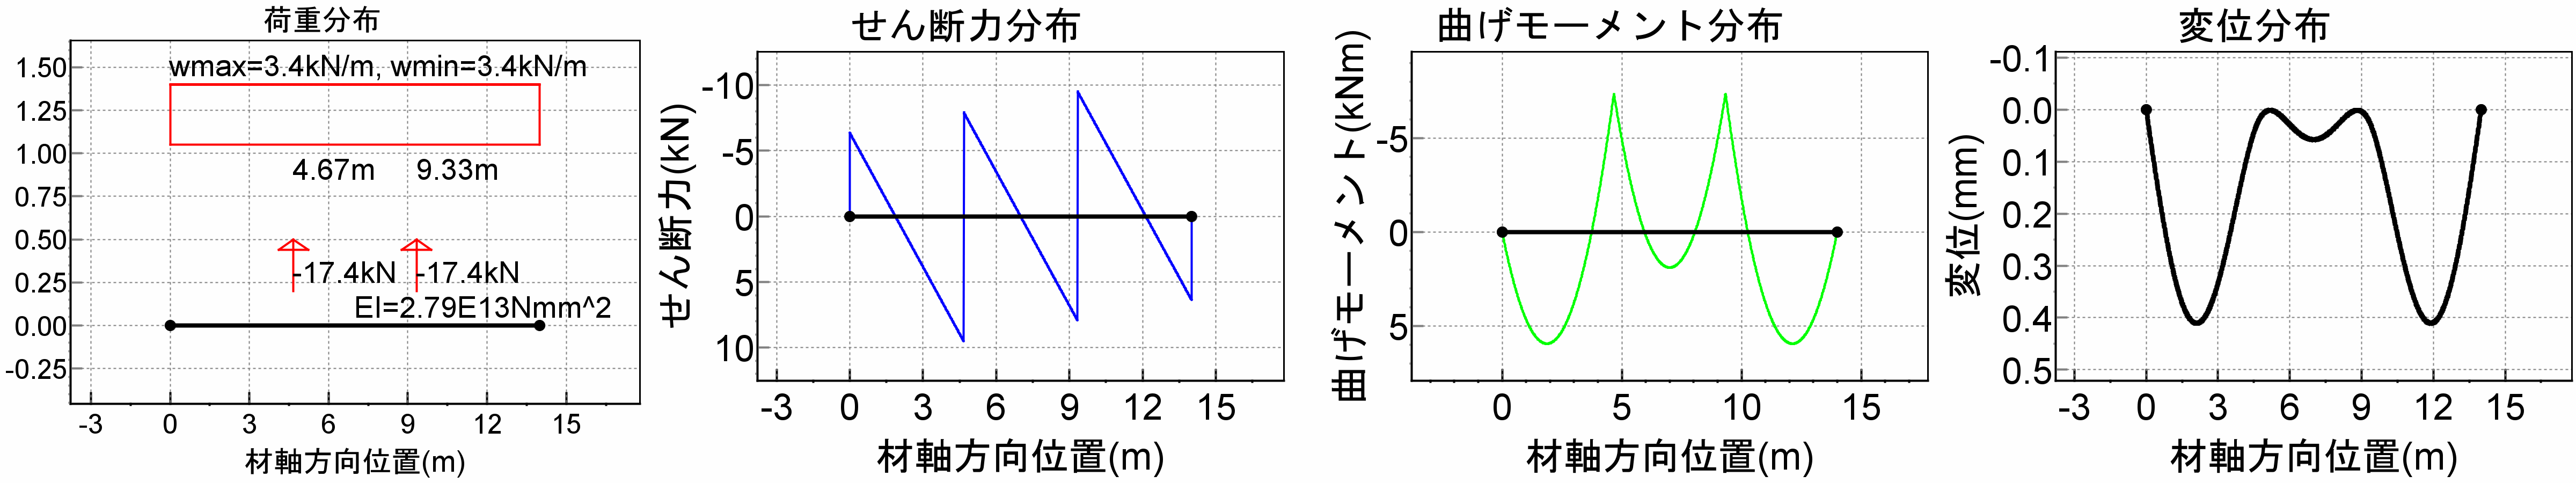 荷重分布
1.50
1.25
1.00
0.75
0.50
0.25
0.00
-0.25
wmax=3.4kN/m, wmin=3.4kN/m
4.67m 9.33m
-17.4kN -17.4kN
EI=2.79E13Nmm^2
-3 0 3 6 9 12 15
材軸方向位置(m)
せん断力分布
せん断力(kN)
-10
-5
0
5
10
-3 0 3 6 9 12 15
材軸方向位置(m)
曲げモーメント分布
曲げモーメント(kNm)
-5
0
5
0 5 10 15
材軸方向位置(m)
変位分布
変位(mm)
-0.1
0.0
0.1
0.2
0.3
0.4
0.5
-3 0 3 6 9 12 15
材軸方向位置(m)